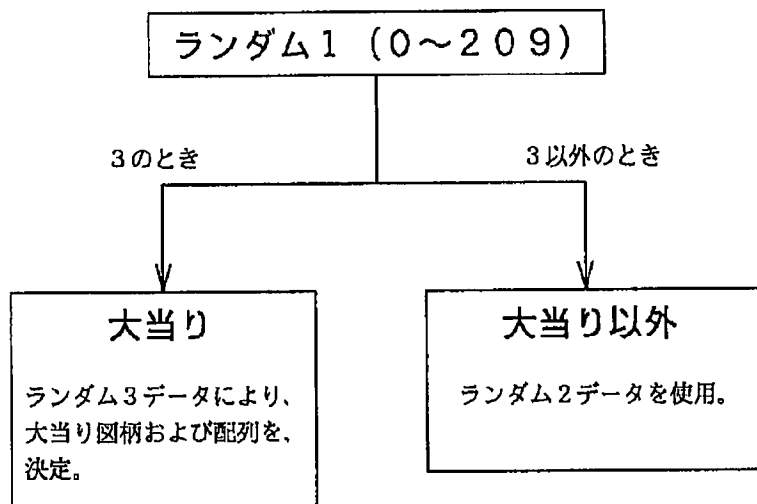 ランダム1(0〜209)
3のとき
3以外のとき
大当り
ランダム3データにより、
大当り図柄および配列を、
決定。
大当り以外
ランダム2データを使用。